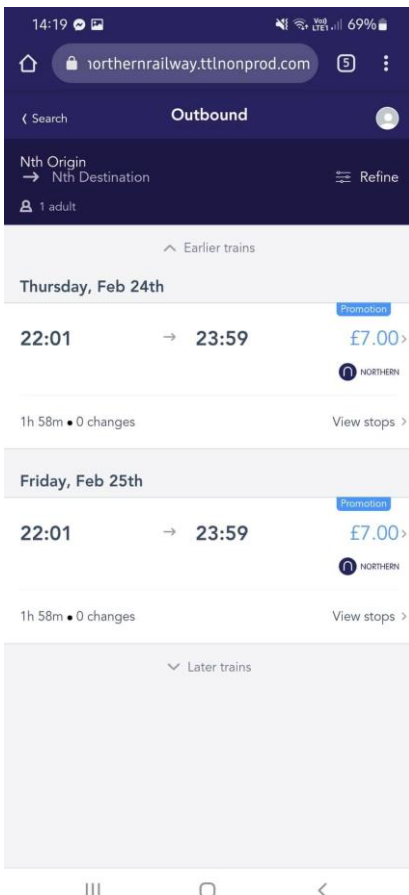 14:19 69%
northernrailway.ttlnonprod.com 5
Search Outbound
Nth Origin
→ Nth Destination
Refine
1 adult
Earlier trains
Thursday, Feb 24th
Promotion
22:01 → 23:59 £7.00
NORTHERN
1h 58m • 0 changes View stops
Friday, Feb 25th
Promotion
22:01 → 23:59 £7.00
NORTHERN
1h 58m • 0 changes View stops
Later trains